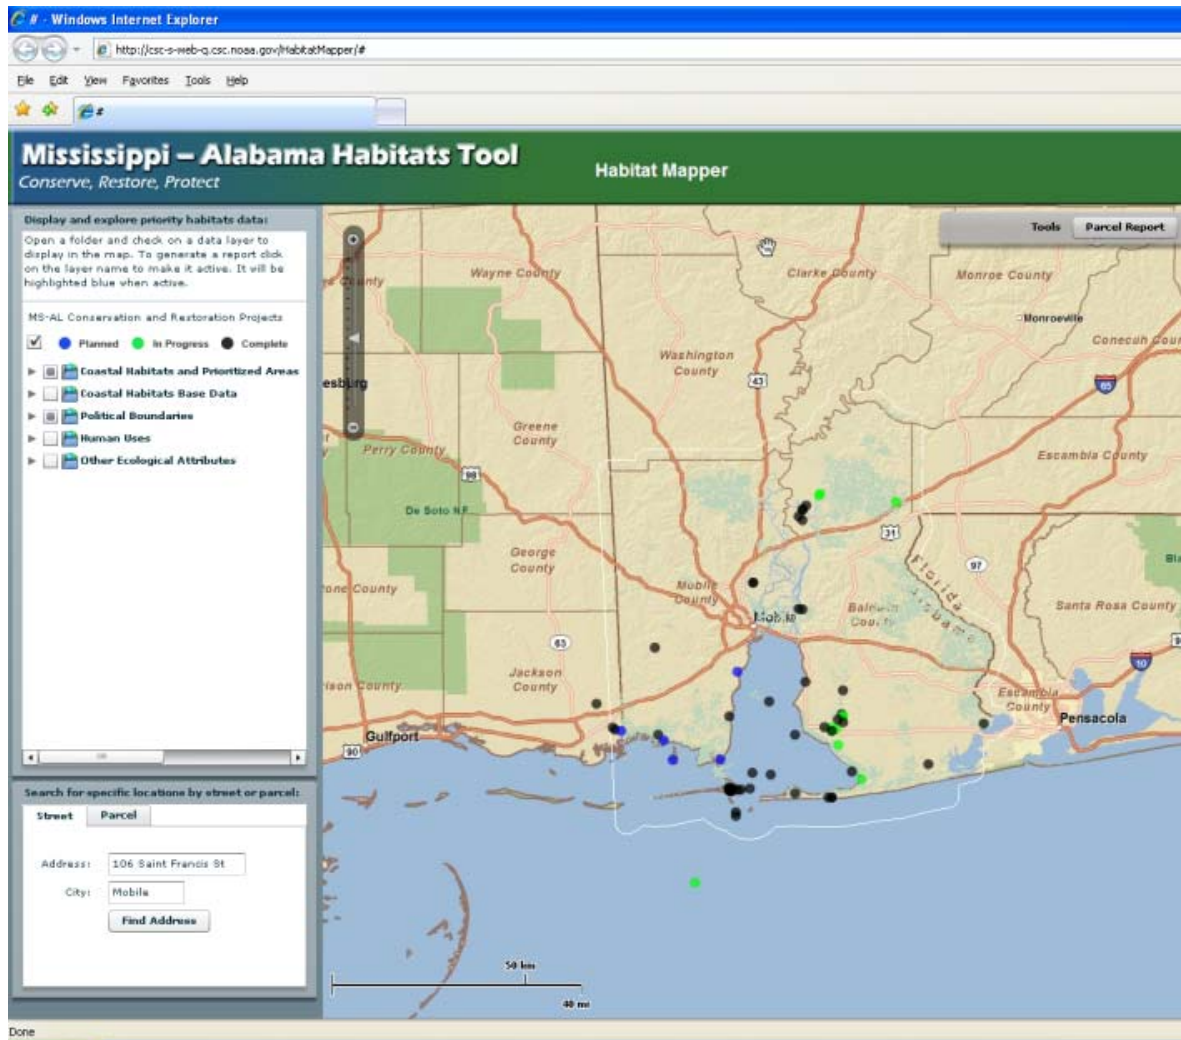 # - Windows Internet Explorer
http://csc-s-web-q.csc.noaa.gov/HabitatMapper/#
File Edit View Favorites Tools Help
#
Mississippi – Alabama Habitats Tool
Conserve, Restore, Protect
Habitat Mapper
Display and explore priority habitats data:
Open a folder and check on a data layer to
display in the map. To generate a report click
on the layer name to make it active. It will be
highlighted blue when active.
MS-AL Conservation and Restoration Projects
Planned In Progress Complete
Coastal Habitats and Prioritized Areas
Coastal Habitats Base Data
Political Boundaries
Human Uses
Other Ecological Attributes
Search for specific locations by street or parcel:
Street Parcel
Address: 106 Saint Francis St
City: Mobile
Find Address
Tools Parcel Report
County
Wayne County
Clarke County
Monroe County
Monroeville
Conecuh Coun
Washington
County
43
65
esburg
Greene
County
Perry County
98
Escambia County
De Soto N.F.
31
George
County
97
Florida
Alabama
one County
Mobile
County
Mobile
Baldwin
County
Santa Rosa County
63
10
Jackson
County
ison County
Escambia
County
Pensacola
Gulfport
90
50 km
40 mi
Done